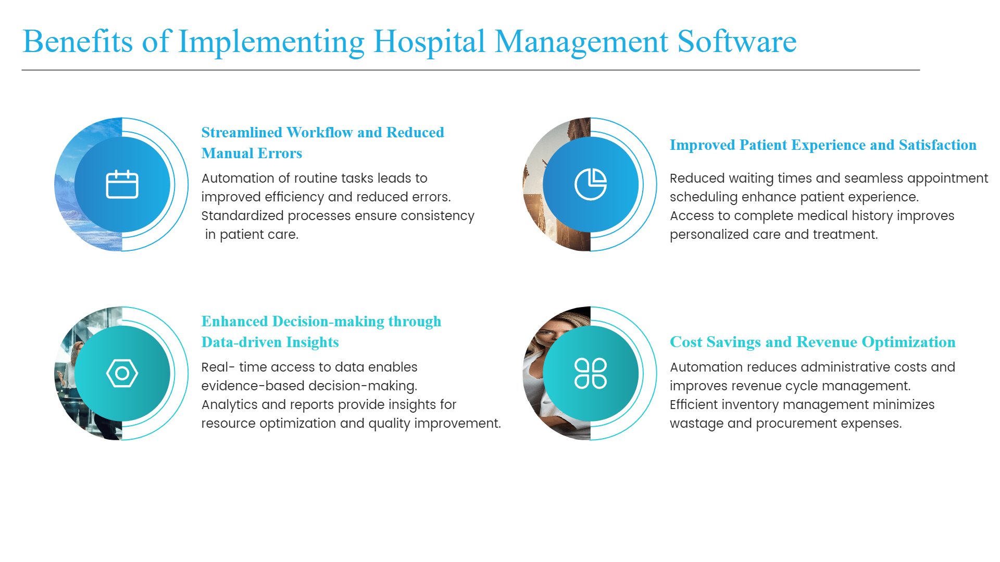 Benefits of Implementing Hospital Management Software
Streamlined Workflow and Reduced
Manual Errors
Automation of routine tasks leads to
improved efficiency and reduced errors.
Standardized processes ensure consistency
in patient care.
Improved Patient Experience and Satisfaction
Reduced waiting times and seamless appointment
scheduling enhance patient experience.
Access to complete medical history improves
personalized care and treatment.
Enhanced Decision-making through
Data-driven Insights
Real- time access to data enables
evidence-based decision-making.
Analytics and reports provide insights for
resource optimization and quality improvement.
Cost Savings and Revenue Optimization
Automation reduces administrative costs and
improves revenue cycle management.
Efficient inventory management minimizes
wastage and procurement expenses.